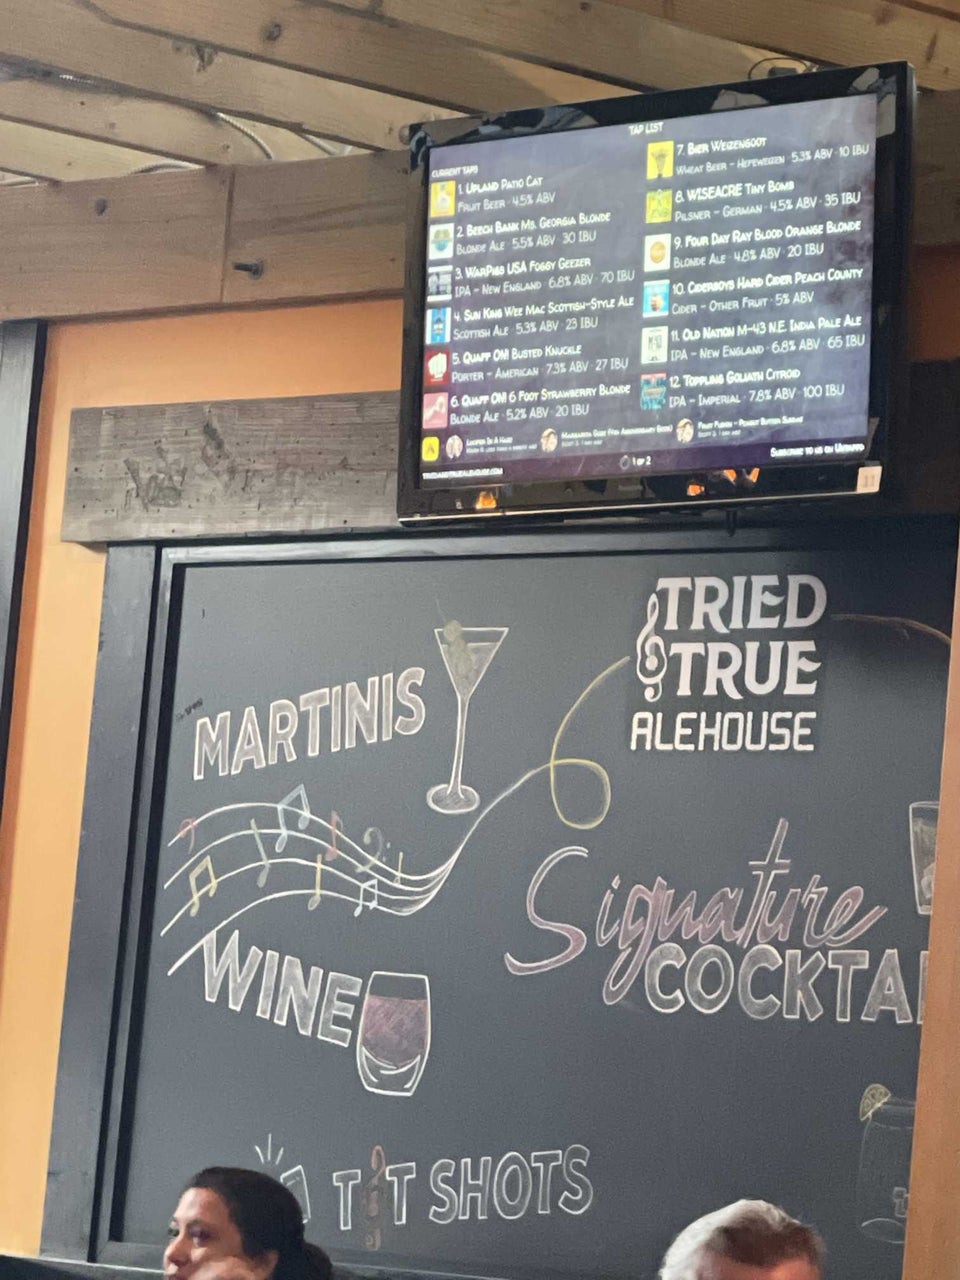 TAP LIST
CURRENT TAPS
1. UPLAND PATIO CAT
FRUIT BEER · 4.5% ABV
2. BEECH BANK MS. GEORGIA BLONDE
BLONDE ALE · 5.5% ABV · 30 IBU
3. WARPIGS USA FOGGY GEEZER
IPA - NEW ENGLAND · 6.8% ABV · 70 IBU
4. SUN KING WEE MAC SCOTTISH-STYLE ALE
SCOTTISH ALE · 5.3% ABV · 23 IBU
5. QUAFF ON! BUSTED KNUCKLE
PORTER - AMERICAN · 7.3% ABV · 27 IBU
6. QUAFF ON! 6 FOOT STRAWBERRY BLONDE
BLONDE ALE · 5.2% ABV · 20 IBU
7. BIER WEIZENGOOT
WHEAT BEER - HEFEWEIZEN · 5.3% ABV · 10 IBU
8. WISEACRE TINY BOMB
PILSNER - GERMAN · 4.5% ABV · 35 IBU
9. FOUR DAY RAY BLOOD ORANGE BLONDE
BLONDE ALE · 4.8% ABV · 20 IBU
10. CIDERBOYS HARD CIDER PEACH COUNTY
CIDER - OTHER FRUIT · 5% ABV
11. OLD NATION M-43 N.E. INDIA PALE ALE
IPA - NEW ENGLAND · 6.8% ABV · 65 IBU
12. TOPPLING GOLIATH CITROID
IPA - IMPERIAL · 7.8% ABV · 100 IBU
TRIEDANDTRUEALEHOUSE.COM
1 OF 2
SUBSCRIBE TO US ON UNTAPPD
11
TRIED
& TRUE
ALEHOUSE
MARTINIS
Signature
COCKTAI
WINE
SHOTS